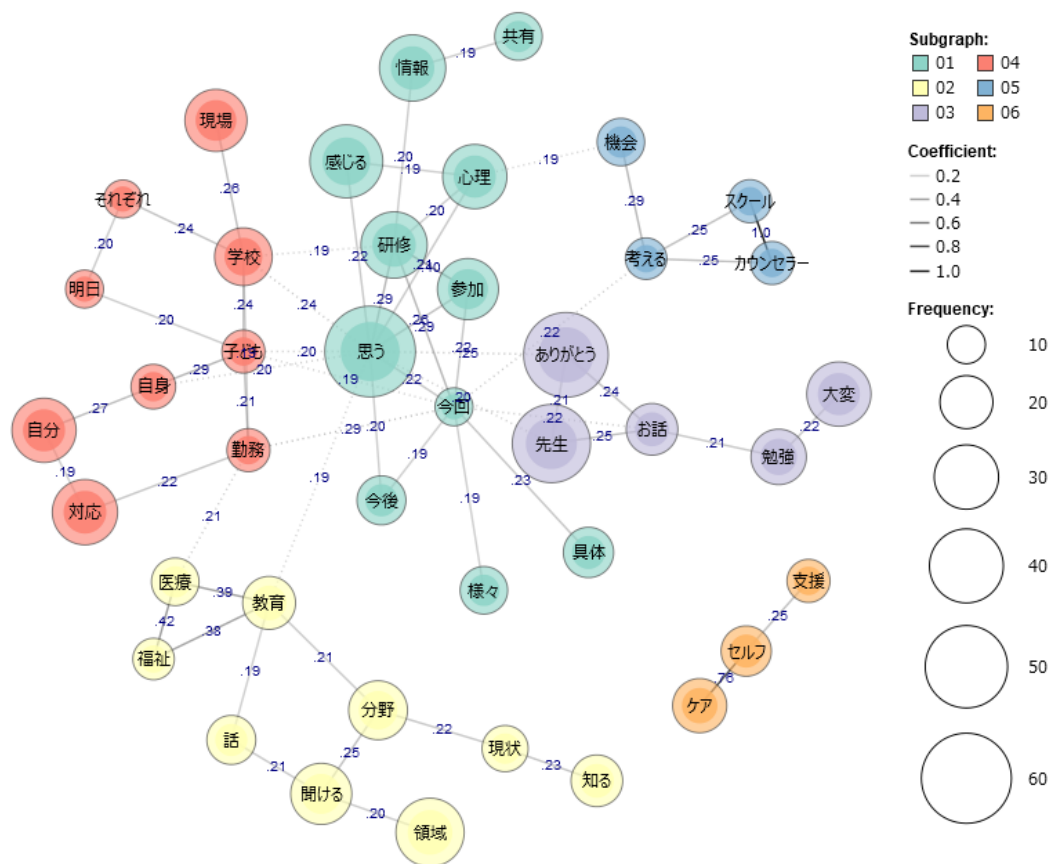 共有
.19
情報
現場
感じる
.20
.19
心理
.19
機会
.26
それぞれ
.24
.20
スクール
.29
.25
1.0
.20
学校
.19
研修
考える
.25
カウンセラー
.22
.40
明日
参加
.24
.24
.29
.26
.29
.22
.20
子ども
.20
思う
.22
.25
ありがとう
.29
自身
.20
.19
.22
.24
大変
.27
.21
今回
.20
.21
自分
お話
.22
先生
.25
.21
.22
勤務
.29
.20
.19
勉強
.19
.22
.19
.23
対応
.21
今後
.19
具体
医療
様々
支援
.39
教育
.42
.38
.25
福祉
.21
セルフ
.19
.76
ケア
分野
話
.22
現状
.25
.21
.23
知る
聞ける
.20
領域
Subgraph:
01
04
02
05
03
06
Coefficient:
0.2
0.4
0.6
0.8
1.0
Frequency:
10
20
30
40
50
60